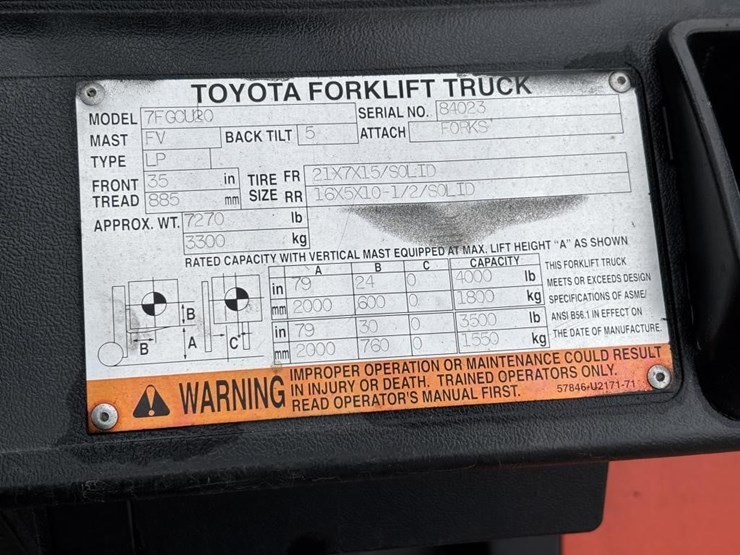 TOYOTA FORKLIFT TRUCK
MODEL 7FGCU20 SERIAL NO. 84023
MAST FV BACK TILT 5 ATTACH FORKS
TYPE LP
FRONT TREAD 35 in TIRE SIZE FR 21X7X15/SOLID
885 mm RR 16X5X10-1/2/SOLID
APPROX. WT. 7270 lb
3300 kg
RATED CAPACITY WITH VERTICAL MAST EQUIPPED AT MAX. LIFT HEIGHT "A" AS SHOWN
A B C CAPACITY
in 79 24 0 4000 lb
mm 2000 600 0 1800 kg
in 79 30 0 3500 lb
mm 2000 760 0 1550 kg
B
B A C
THIS FORKLIFT TRUCK
MEETS OR EXCEEDS DESIGN
SPECIFICATIONS OF ASME/
ANSI B56.1 IN EFFECT ON
THE DATE OF MANUFACTURE.
WARNING
IMPROPER OPERATION OR MAINTENANCE COULD RESULT
IN INJURY OR DEATH. TRAINED OPERATORS ONLY.
READ OPERATOR'S MANUAL FIRST.
57846-U2171-71